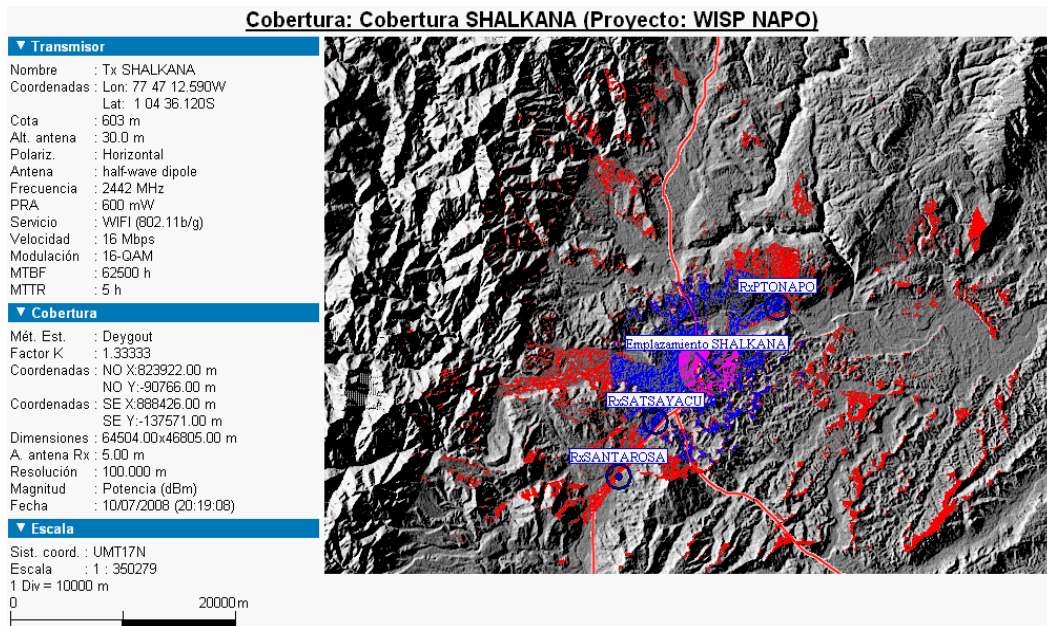 Cobertura: Cobertura SHALKANA (Proyecto: WISP NAPO)
▼ Transmisor
Nombre : Tx SHALKANA
Coordenadas : Lon: 77 47 12.590W
Lat: 1 04 36.120S
Cota : 603 m
Alt. antena : 30.0 m
Polariz. : Horizontal
Antena : half-wave dipole
Frecuencia : 2442 MHz
PRA : 600 mW
Servicio : WIFI (802.11b/g)
Velocidad : 16 Mbps
Modulación : 16-QAM
MTBF : 62500 h
MTTR : 5 h
▼ Cobertura
Mét. Est. : Deygout
Factor K : 1.33333
Coordenadas : NO X:823922.00 m
NO Y:-90766.00 m
Coordenadas : SE X:888426.00 m
SE Y:-137571.00 m
Dimensiones : 64504.00x46805.00 m
A. antena Rx : 5.00 m
Resolución : 100.000 m
Magnitud : Potencia (dBm)
Fecha : 10/07/2008 (20:19:08)
▼ Escala
Sist. coord. : UMT17N
Escala : 1 : 350279
1 Div = 10000 m
0 20000m
RxPTONAPO
Emplazamiento SHALKANA
RxSATSAYACU
RxSANTAROSA